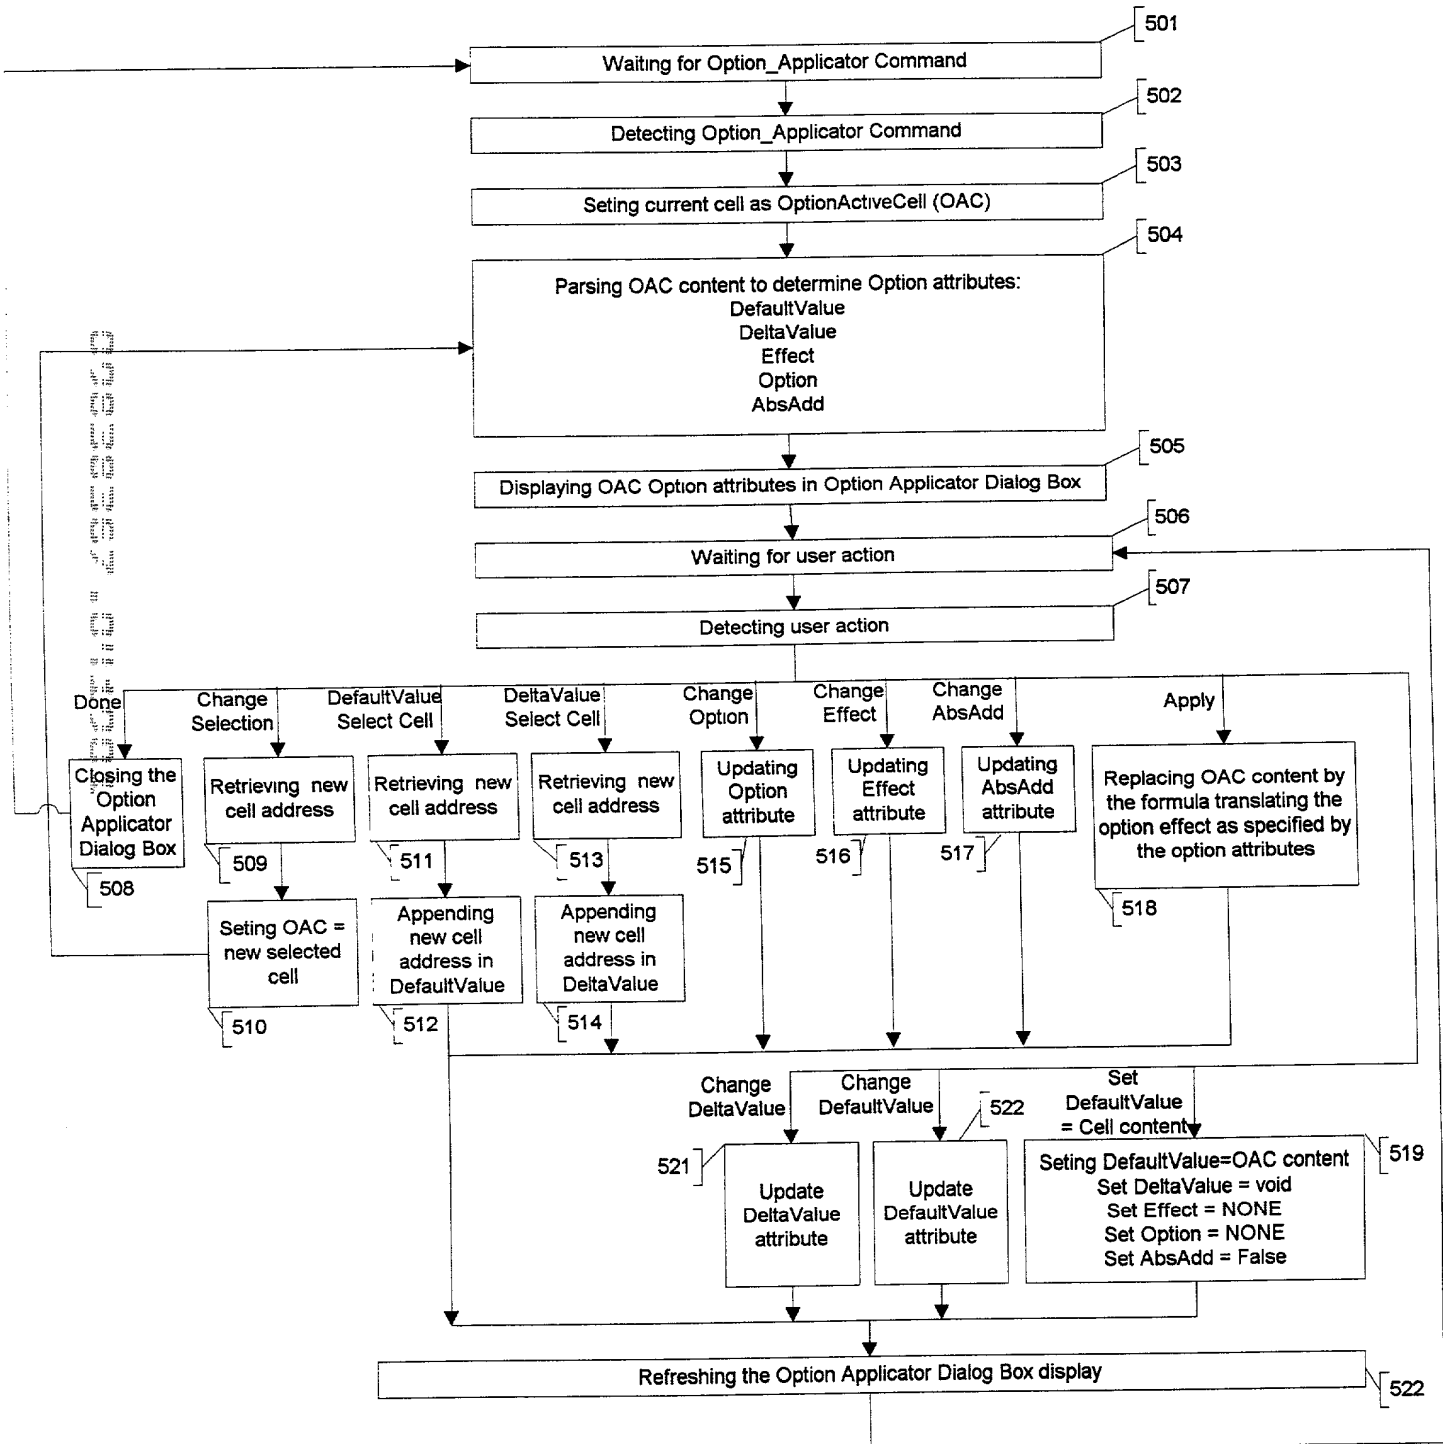 501
Waiting for Option_Applicator Command
502
Detecting Option_Applicator Command
503
Seting current cell as OptionActiveCell (OAC)
504
Parsing OAC content to determine Option attributes:
DefaultValue
DeltaValue
Effect
Option
AbsAdd
505
Displaying OAC Option attributes in Option Applicator Dialog Box
506
Waiting for user action
507
Detecting user action
Done
Change
Selection
DefaultValue
Select Cell
DeltaValue
Select Cell
Change
Option
Change
Effect
Change
AbsAdd
Apply
Closing the
Option
Applicator
Dialog Box
508
Retrieving new
cell address
509
Retrieving new
cell address
511
Retrieving new
cell address
513
Updating
Option
attribute
515
Updating
Effect
attribute
516
Updating
AbsAdd
attribute
517
Replacing OAC content by
the formula translating the
option effect as specified by
the option attributes
518
Seting OAC =
new selected
cell
510
Appending
new cell
address in
DefaultValue
512
Appending
new cell
address in
DeltaValue
514
Change
DeltaValue
Change
DefaultValue
Set
DefaultValue
= Cell content
521
Update
DeltaValue
attribute
522
Update
DefaultValue
attribute
519
Seting DefaultValue=OAC content
Set DeltaValue = void
Set Effect = NONE
Set Option = NONE
Set AbsAdd = False
Refreshing the Option Applicator Dialog Box display
522